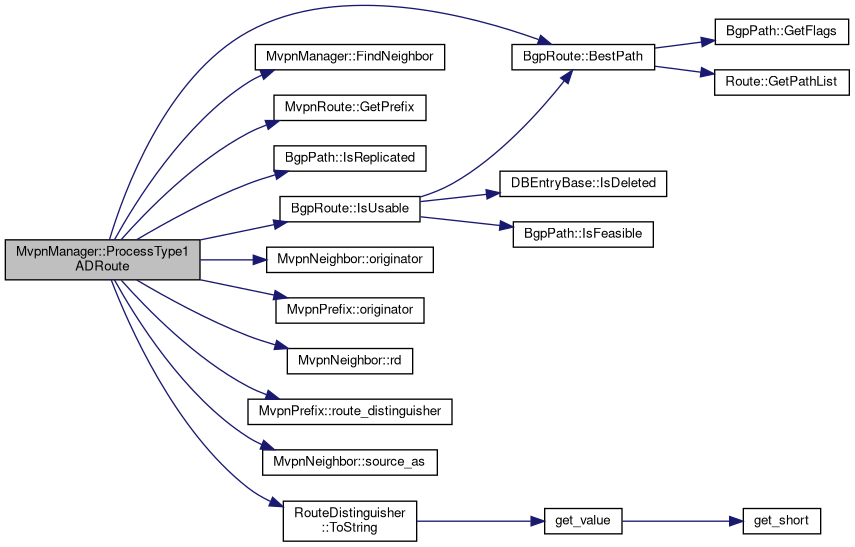 MvpnManager::ProcessType1
ADRoute
MvpnManager::FindNeighbor
MvpnRoute::GetPrefix
BgpPath::IsReplicated
BgpRoute::IsUsable
MvpnNeighbor::originator
MvpnPrefix::originator
MvpnNeighbor::rd
MvpnPrefix::route_distinguisher
MvpnNeighbor::source_as
RouteDistinguisher
::ToString
BgpRoute::BestPath
DBEntryBase::IsDeleted
BgpPath::IsFeasible
get_value
BgpPath::GetFlags
Route::GetPathList
get_short